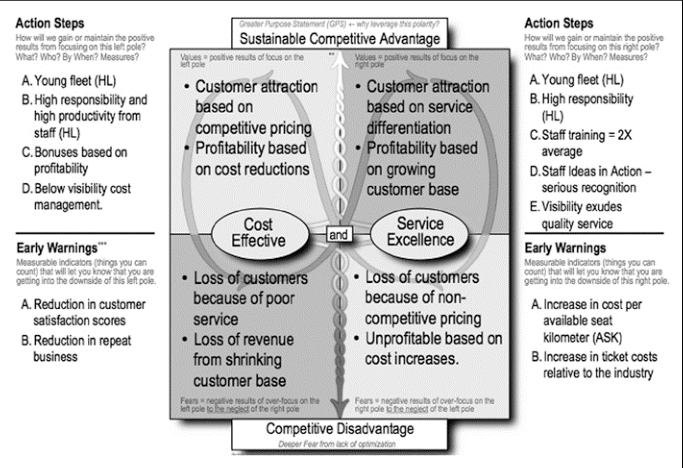 Action Steps
How will we gain or maintain the positive
results from focusing on this left pole?
What? Who? By When? Measures?
A. Young fleet (HL)
B. High responsibility and
high productivity from
staff (HL)
C. Bonuses based on
profitability
D. Below visibility cost
management.
Early Warnings***
Measurable indicators (things you can
count) that will let you know that you are
getting into the downside of this left pole.
A. Reduction in customer
satisfaction scores
B. Reduction in repeat
business
Greater Purpose Statement (GPS) ← why leverage this polarity?
Sustainable Competitive Advantage
Values = positive results of focus on the
left pole
• Customer attraction
based on
competitive pricing
• Profitability based
on cost reductions
**
Values = positive results of focus on the
right pole
• Customer attraction
based on service
differentiation
• Profitability based
on growing
customer base
Cost
Effective
and
Service
Excellence
• Loss of customers
because of poor
service
• Loss of revenue
from shrinking
customer base
Fears = negative results of over-focus on the
left pole to the neglect of the right pole
• Loss of customers
because of non-
competitive pricing
• Unprofitable based on
cost increases.
Fears = negative results of over-focus on the
right pole to the neglect of the left pole
Competitive Disadvantage
Deeper Fear from lack of optimization
Action Steps
How will we gain or maintain the positive
results from focusing on this right pole?
What? Who? By When? Measures?
A. Young fleet (HL)
B. High responsibility
(HL)
C. Staff training = 2X
average
D. Staff Ideas in Action –
serious recognition
E. Visibility exudes
quality service
Early Warnings
Measurable indicators (things you can
count) that will let you know that you are
getting into the downside of this right pole.
A. Increase in cost per
available seat
kilometer (ASK)
B. Increase in ticket costs
relative to the industry